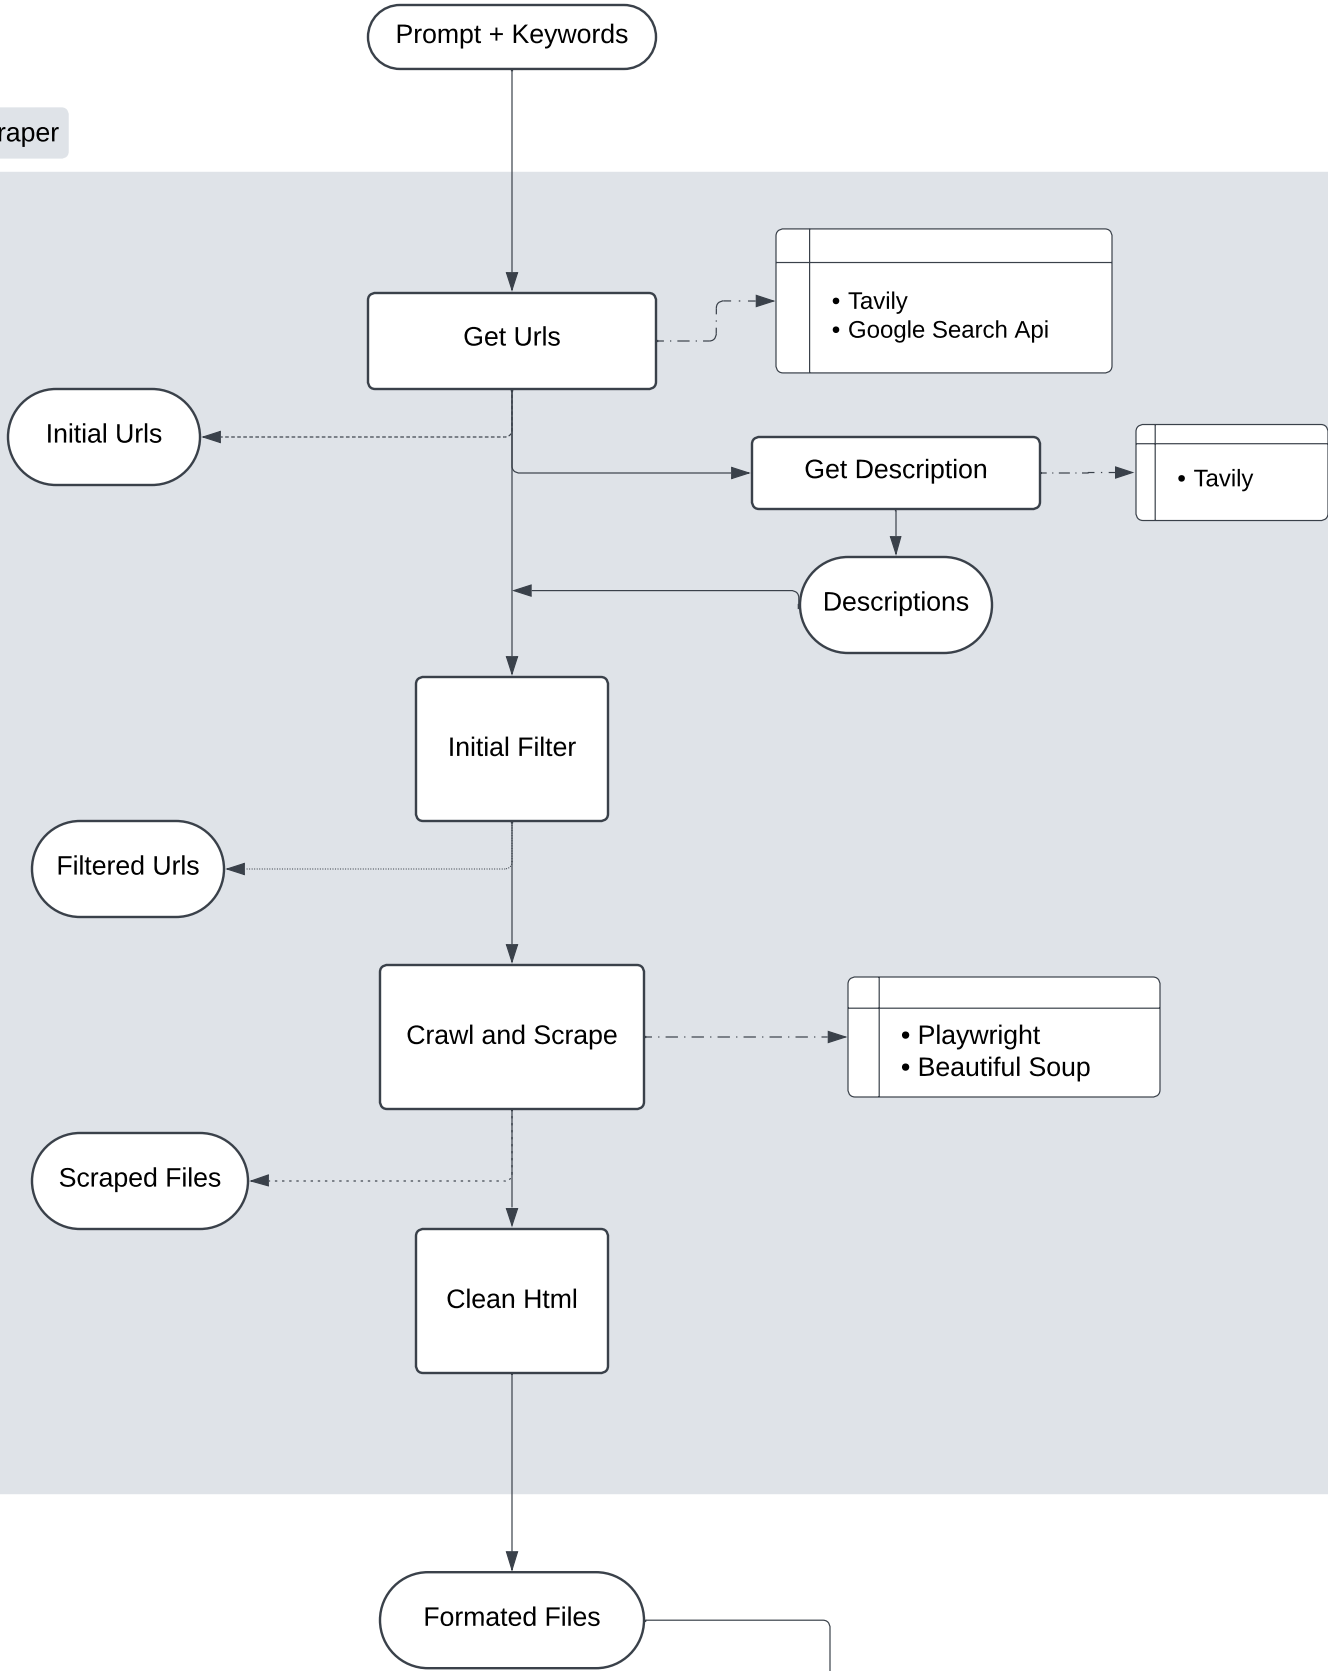 Prompt + Keywords
raper
Get Urls
• Tavily
• Google Search Api
Initial Urls
Get Description
• Tavily
Descriptions
Initial Filter
Filtered Urls
Crawl and Scrape
• Playwright
• Beautiful Soup
Scraped Files
Clean Html
Formated Files